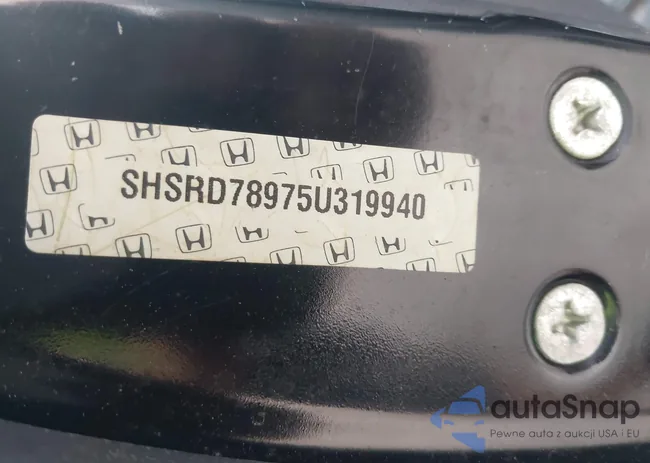 SHSRD78975U319940
autaSnap
Pewne auta z aukcji USA i EU